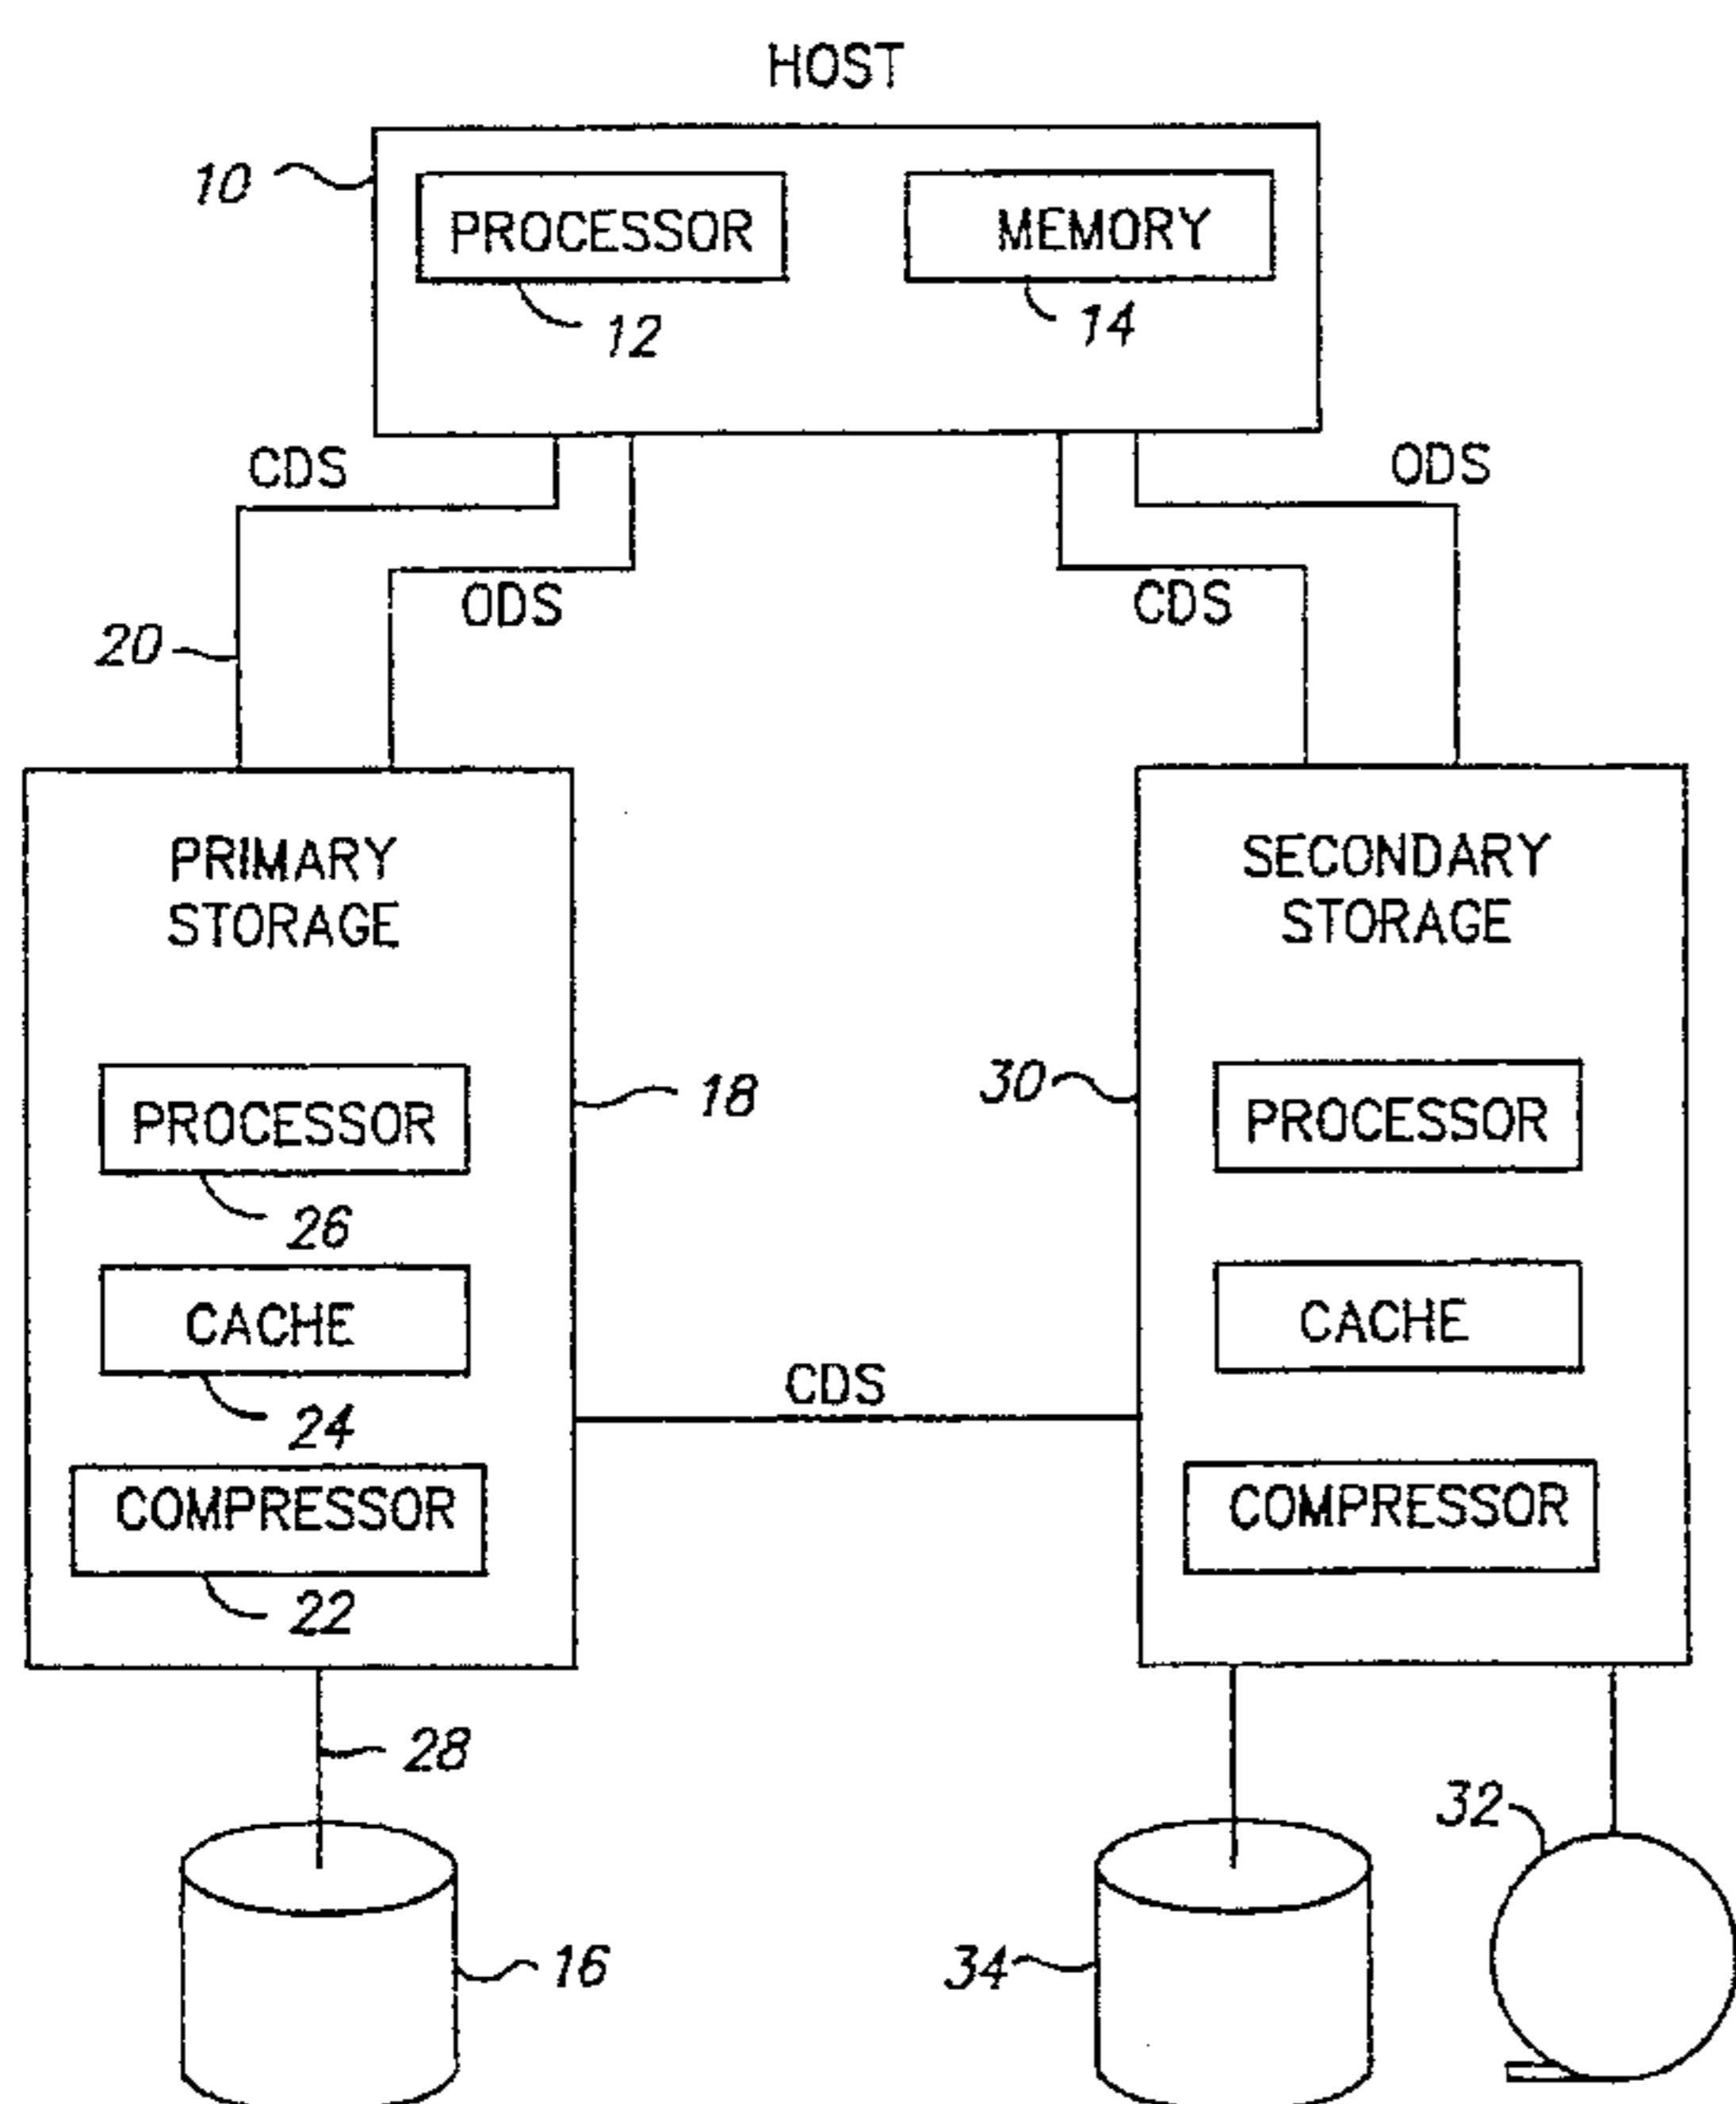 HOST
10
PROCESSOR
MEMORY
12
14
CDS
ODS
ODS
CDS
20
PRIMARY
STORAGE
SECONDARY
STORAGE
18
30
PROCESSOR
PROCESSOR
26
CACHE
CACHE
24
CDS
COMPRESSOR
COMPRESSOR
22
28
32
16
34